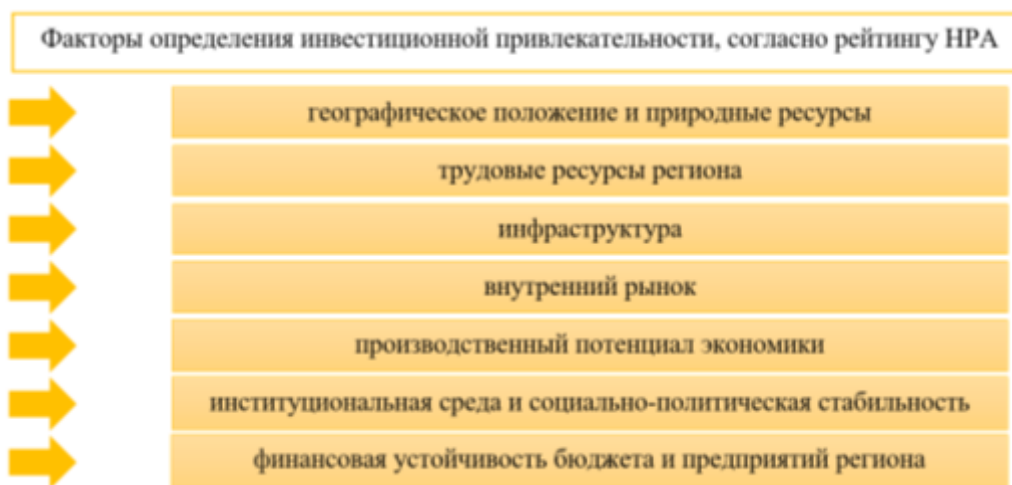 Факторы определения инвестиционной привлекательности, согласно рейтингу НРА
географическое положение и природные ресурсы
трудовые ресурсы региона
инфраструктура
внутренний рынок
производственный потенциал экономики
институциональная среда и социально-политическая стабильность
финансовая устойчивость бюджета и предприятий региона